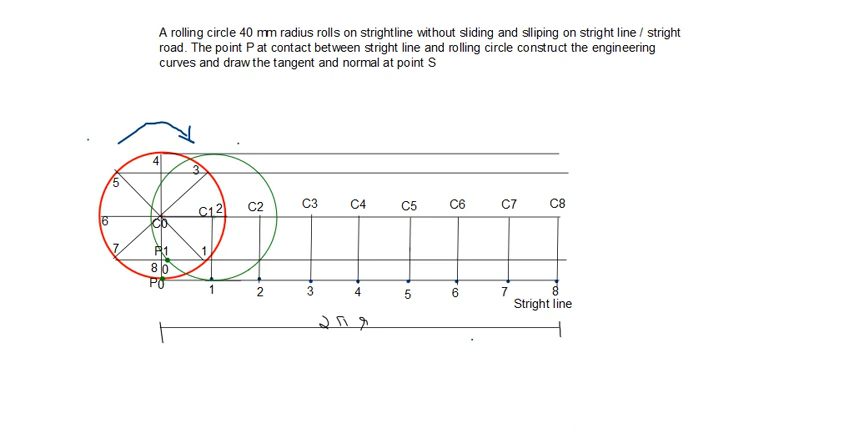 A rolling circle 40 mm radius rolls on strightline without sliding and slliping on stright line / stright
road. The point P at contact between stright line and rolling circle construct the engineering
curves and draw the tangent and normal at point S
4
3
5
C1 2 C2 C3 C4 C5 C6 C7 C8
6 C0
7 P1 1
8 0
P0
1 2 3 4 5 6 7 8
Stright line
2 π r